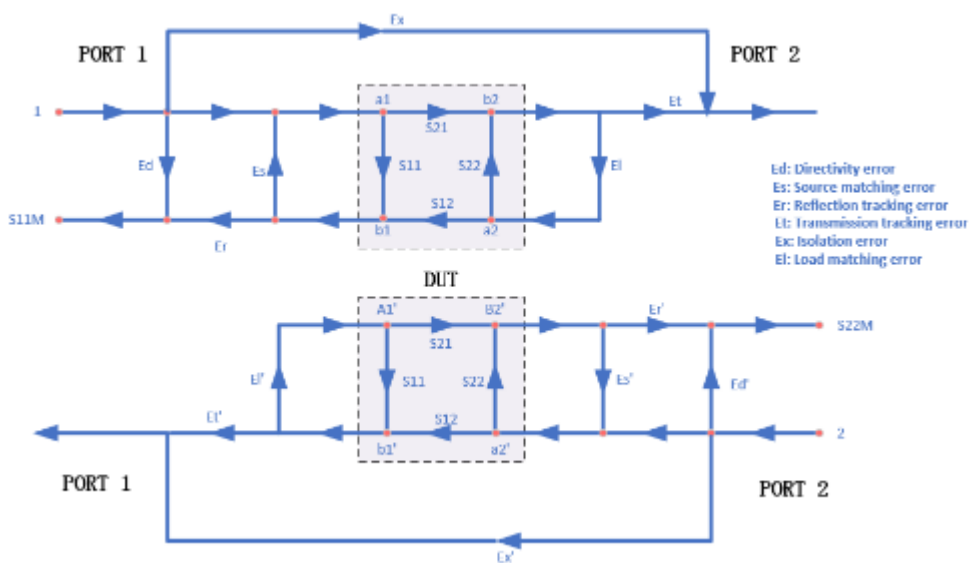 Ex
PORT 1
PORT 2
1
a1
b2
Et
S21
Ed
Es
S11
S22
El
S11M
Er
S12
b1
a2
Ed: Directivity error
Es: Source matching error
Er: Reflection tracking error
Et: Transmission tracking error
Ex: Isolation error
El: Load matching error
DUT
A1'
B2'
Er'
S22M
S21
El'
S11
S22
Es'
Ed'
Et'
S12
2
b1'
a2'
PORT 1
PORT 2
Ex'